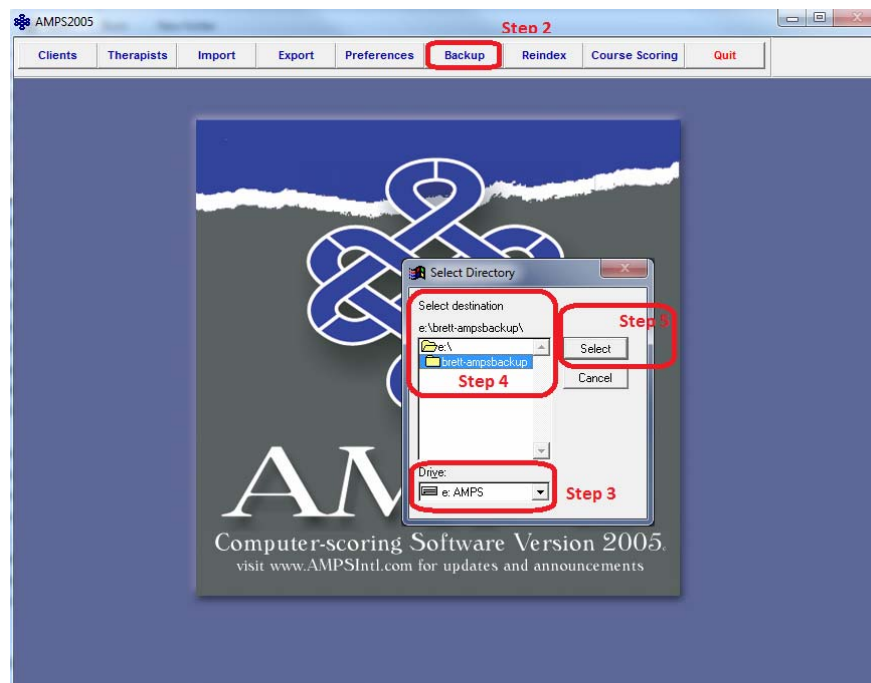 AMPS2005
Step 2
Clients Therapists Import Export Preferences Backup Reindex Course Scoring Quit
Select Directory
Select destination
e:\brett-ampsbackup\
Step 5
e:\
Select
brett-ampsbackup
Step 4
Cancel
Drive:
e: AMPS
Step 3
Computer-scoring Software Version 2005
visit www.AMPSIntl.com for updates and announcements